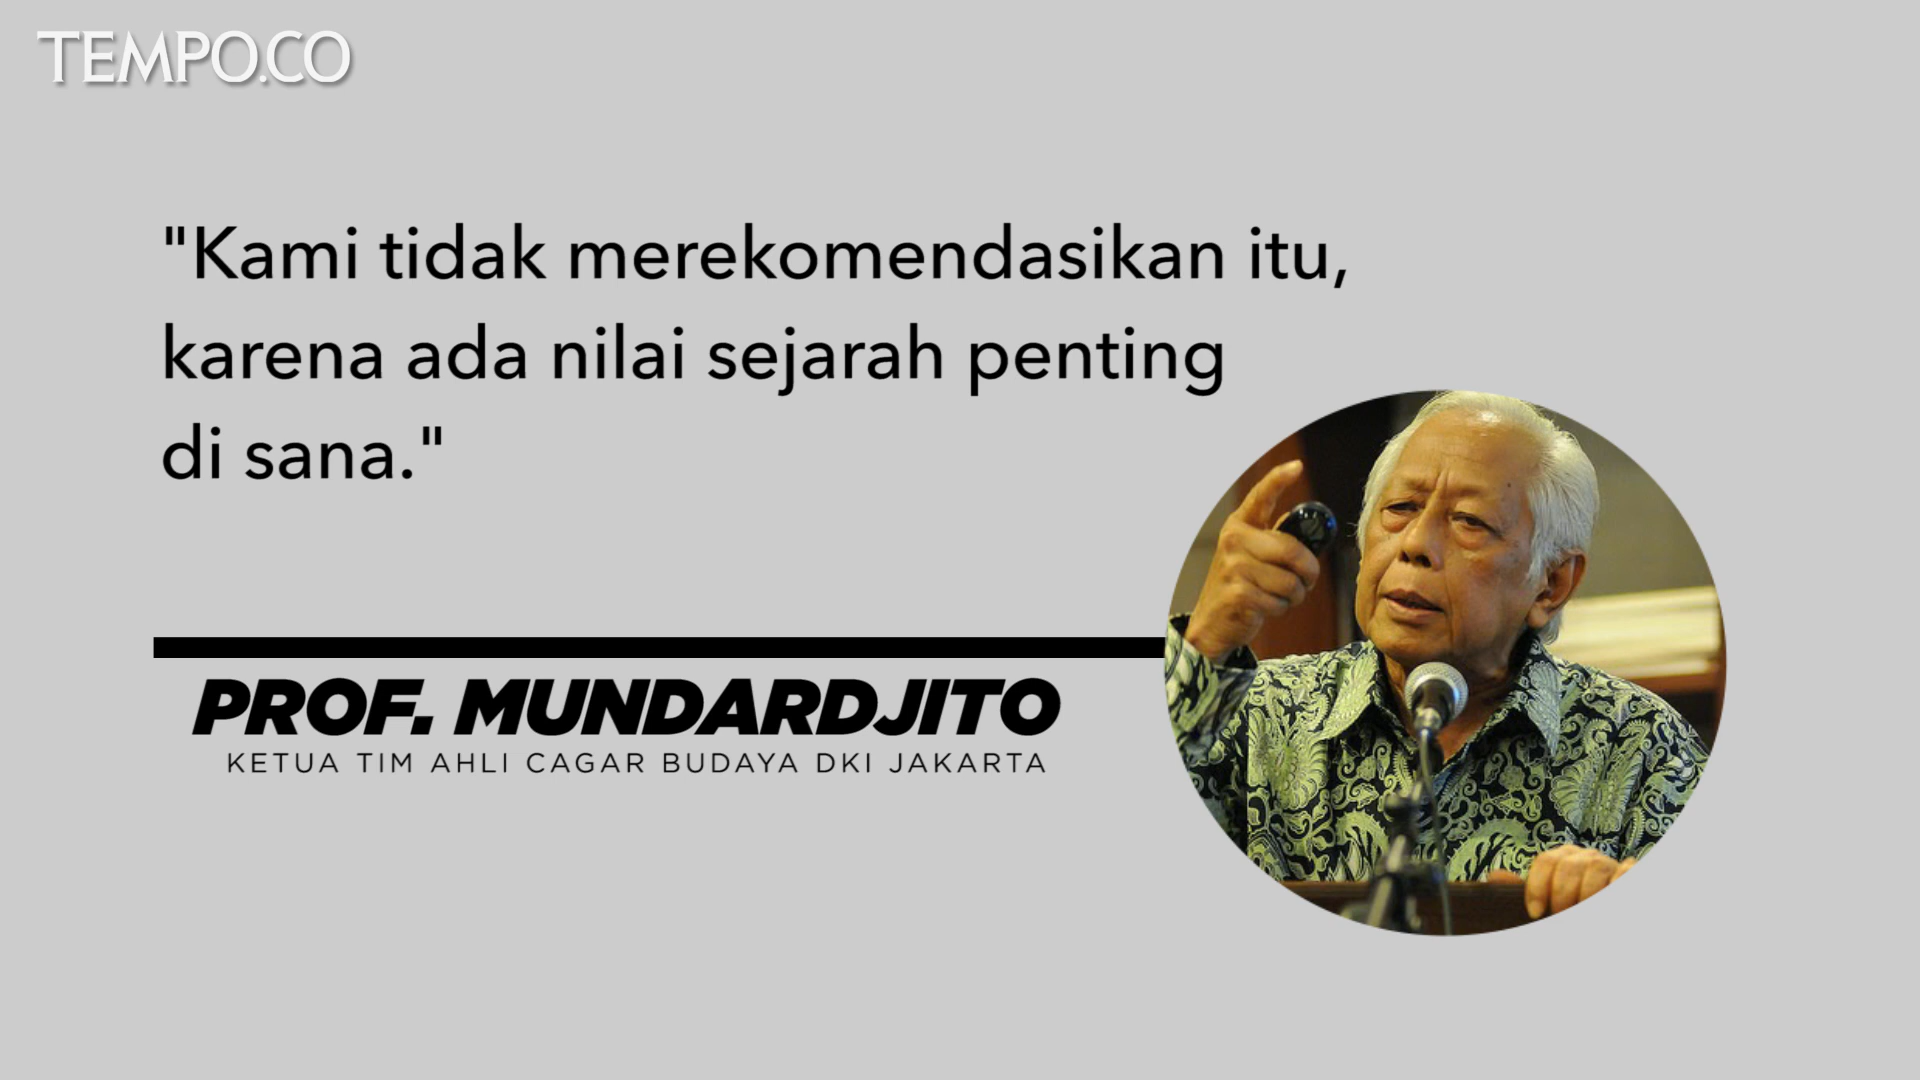 TEMPO.CO
"Kami tidak merekomendasikan itu,
karena ada nilai sejarah penting
di sana."
PROF. MUNDARDJITO
KETUA TIM AHLI CAGAR BUDAYA DKI JAKARTA